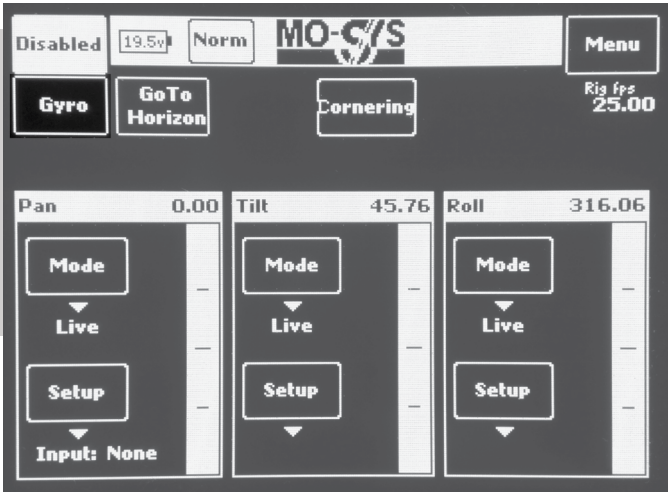 Disabled
19.5v
Norm
MO-SYS
Menu
Gyro
GoTo
Horizon
Cornering
Rig fps
25.00
Pan 0.00
Mode
Live
Setup
Input: None
Tilt 45.76
Mode
Live
Setup
Roll 316.06
Mode
Live
Setup